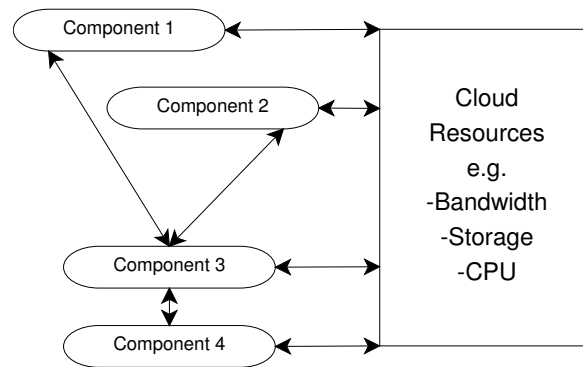 Component 1
Component 2
Component 3
Component 4
Cloud
Resources
e.g.
-Bandwidth
-Storage
-CPU